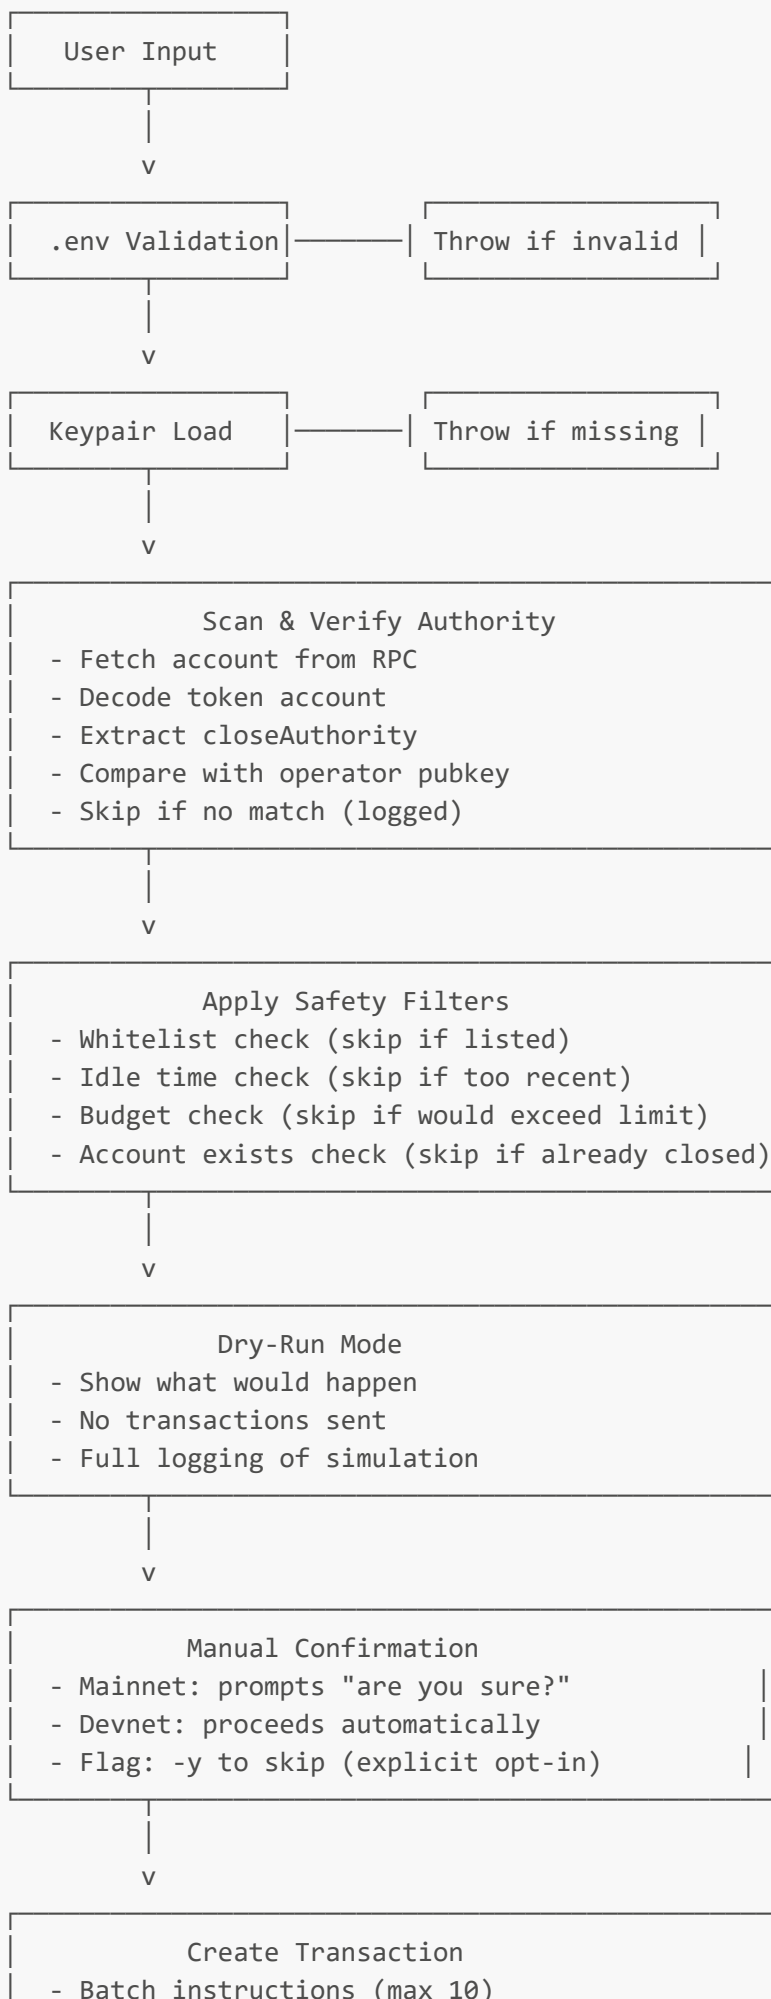 User Input
v
.env Validation Throw if invalid
v
Keypair Load Throw if missing
v
Scan & Verify Authority
- Fetch account from RPC
- Decode token account
- Extract closeAuthority
- Compare with operator pubkey
- Skip if no match (logged)
v
Apply Safety Filters
- Whitelist check (skip if listed)
- Idle time check (skip if too recent)
- Budget check (skip if would exceed limit)
- Account exists check (skip if already closed)
v
Dry-Run Mode
- Show what would happen
- No transactions sent
- Full logging of simulation
v
Manual Confirmation
- Mainnet: prompts "are you sure?"
- Devnet: proceeds automatically
- Flag: -y to skip (explicit opt-in)
v
Create Transaction
- Batch instructions (max 10)